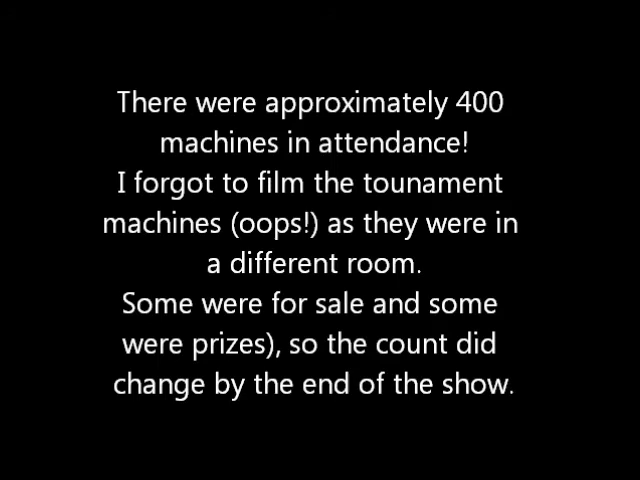 There were approximately 400
machines in attendance!
I forgot to film the tounament
machines (oops!) as they were in
a different room.
Some were for sale and some
were prizes), so the count did
change by the end of the show.